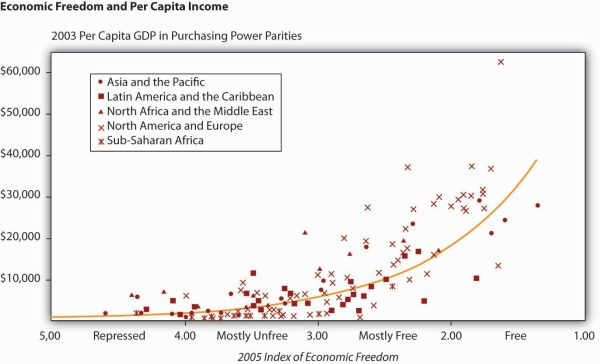 Economic Freedom and Per Capita Income
2003 Per Capita GDP in Purchasing Power Parities
$60,000
$50,000
$40,000
$30,000
$20,000
$10,000
Asia and the Pacific
Latin America and the Caribbean
North Africa and the Middle East
North America and Europe
Sub-Saharan Africa
5,00 Repressed 4.00 Mostly Unfree 3.00 Mostly Free 2.00 Free 1.00
2005 Index of Economic Freedom